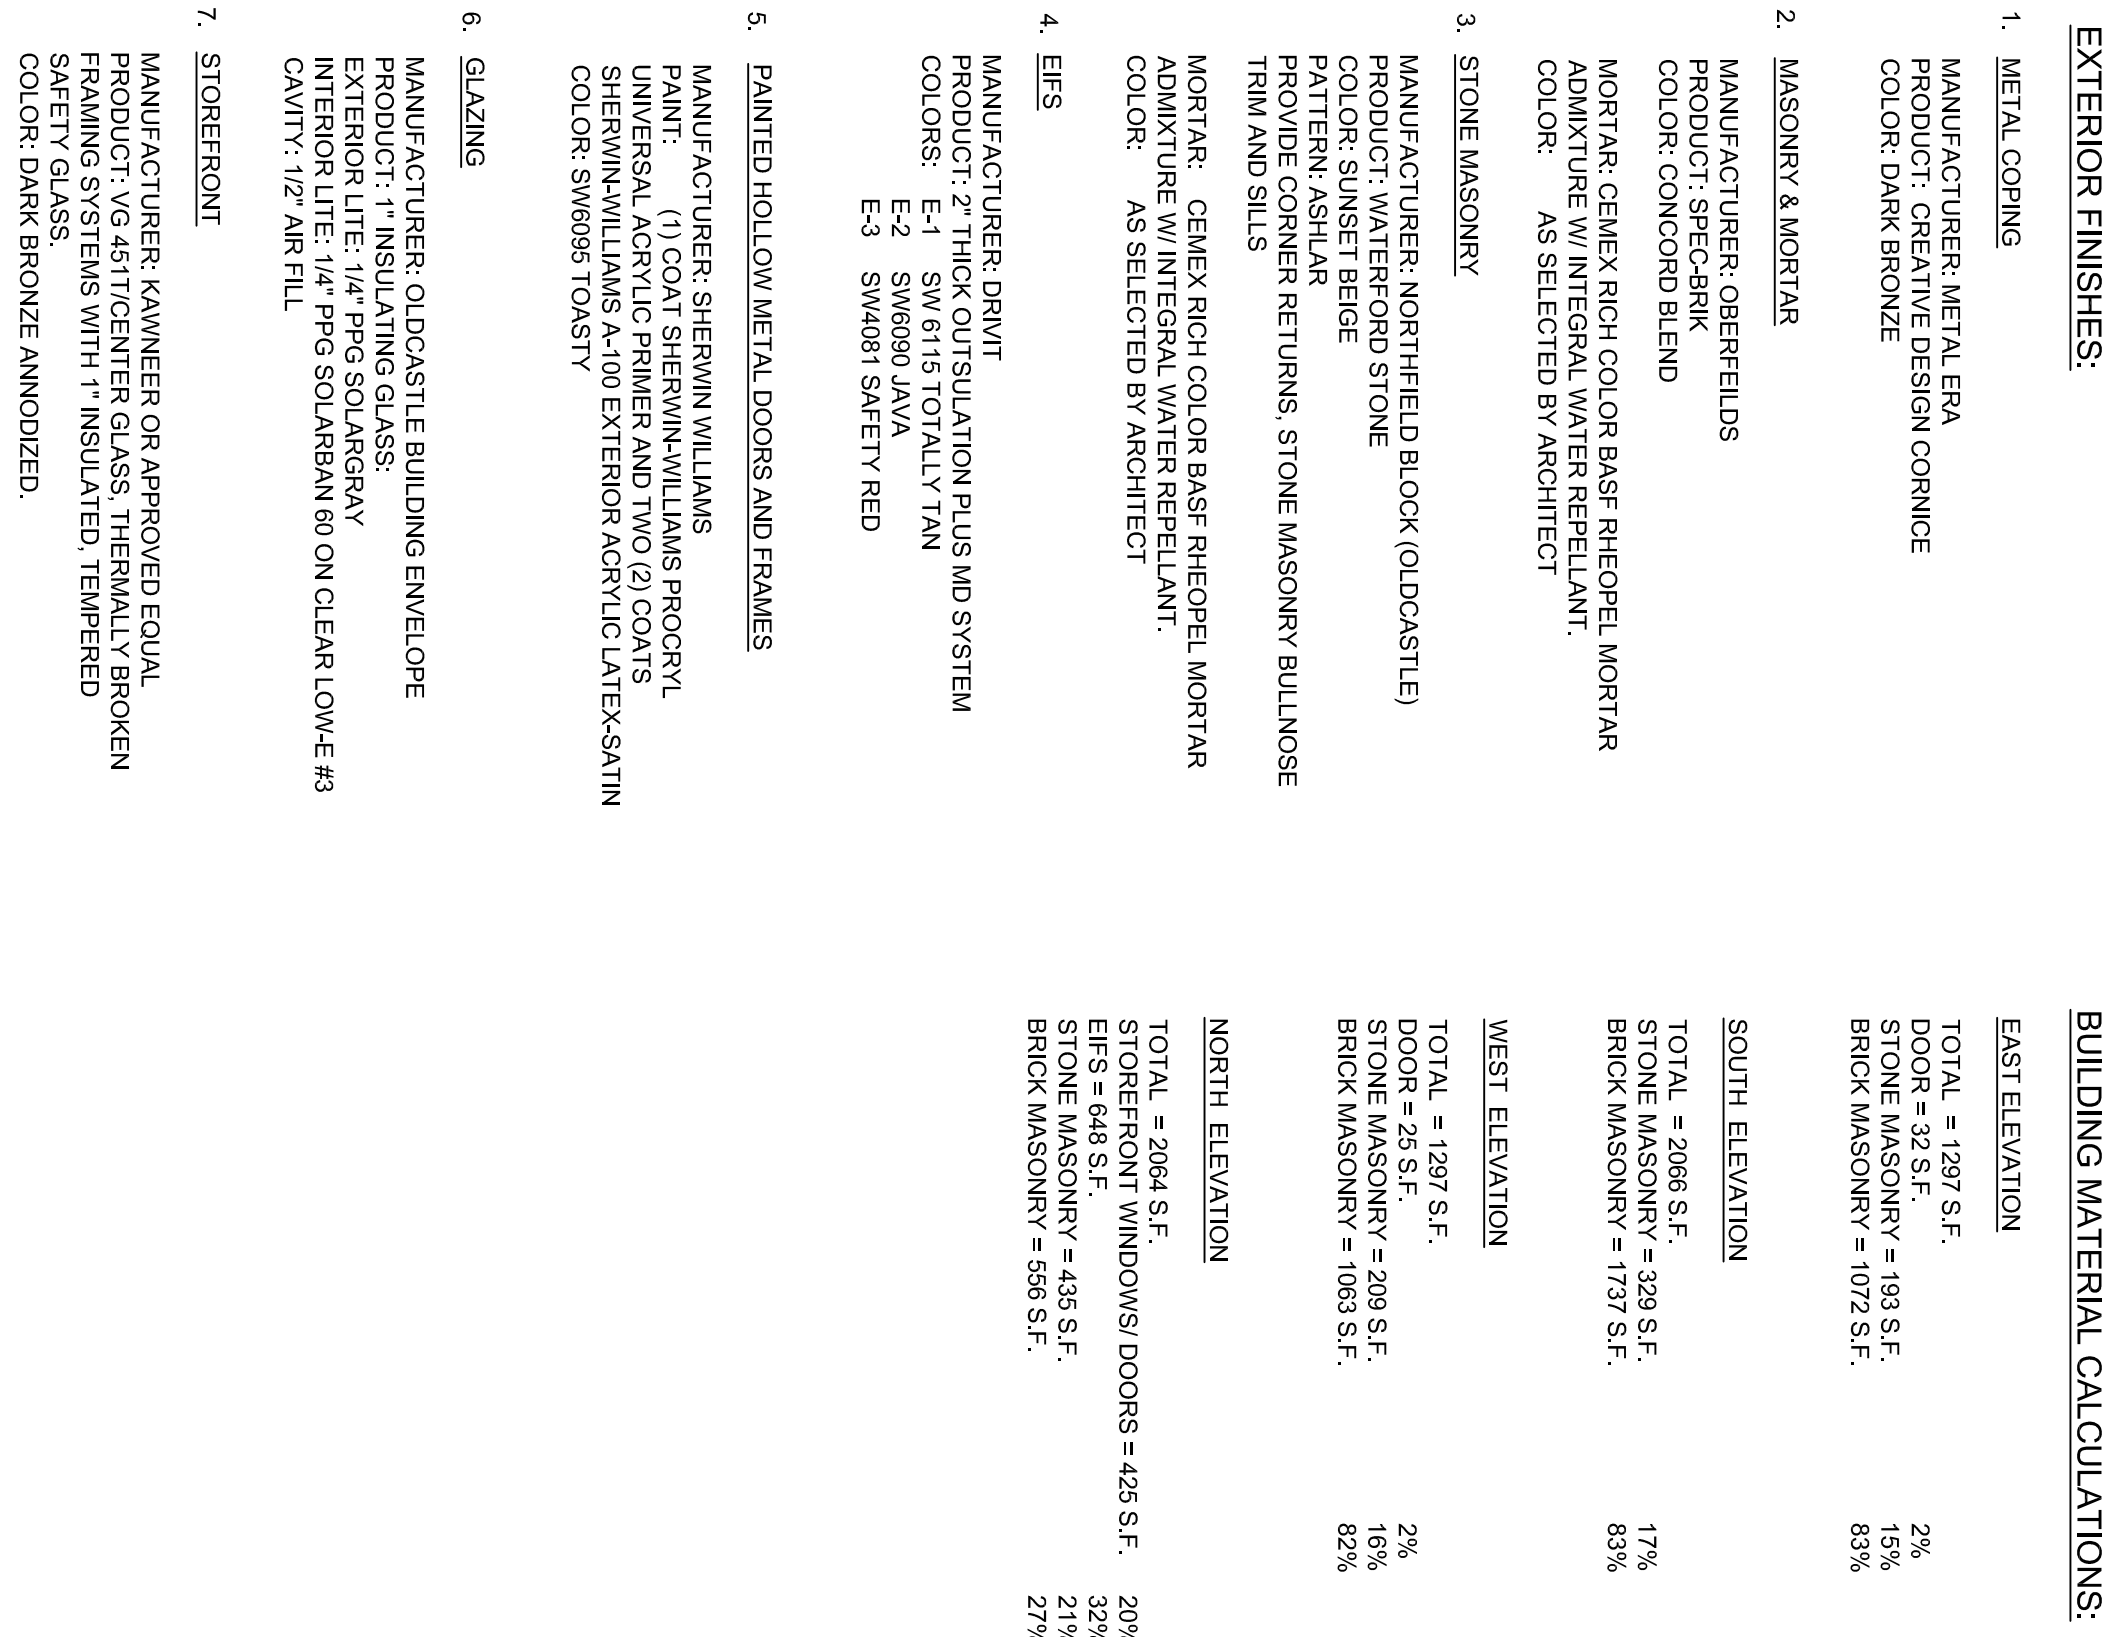 EXTERIOR FINISHES:
1. METAL COPING
MANUFACTURER: METAL ERA
PRODUCT: CREATIVE DESIGN CORNICE
COLOR: DARK BRONZE
2. MASONRY & MORTAR
MANUFACTURER: OBERFEILDS
PRODUCT: SPEC-BRIK
COLOR: CONCORD BLEND
MORTAR: CEMEX RICH COLOR BASF RHEOPEL MORTAR
ADMIXTURE W/ INTEGRAL WATER REPELLANT.
COLOR: AS SELECTED BY ARCHITECT
3. STONE MASONRY
MANUFACTURER: NORTHFIELD BLOCK (OLDCASTLE)
PRODUCT: WATERFORD STONE
COLOR: SUNSET BEIGE
PATTERN: ASHLAR
PROVIDE CORNER RETURNS, STONE MASONRY BULLNOSE
TRIM AND SILLS
MORTAR: CEMEX RICH COLOR BASF RHEOPEL MORTAR
ADMIXTURE W/ INTEGRAL WATER REPELLANT.
COLOR: AS SELECTED BY ARCHITECT
4. EIFS
MANUFACTURER: DRIVIT
PRODUCT: 2" THICK OUTSULATION PLUS MD SYSTEM
COLORS: E-1 SW 6115 TOTALLY TAN
E-2 SW6090 JAVA
E-3 SW4081 SAFETY RED
5. PAINTED HOLLOW METAL DOORS AND FRAMES
MANUFACTURER: SHERWIN WILLIAMS
PAINT: (1) COAT SHERWIN-WILLIAMS PROCRYL
UNIVERSAL ACRYLIC PRIMER AND TWO (2) COATS
SHERWIN-WILLIAMS A-100 EXTERIOR ACRYLIC LATEX-SATIN
COLOR: SW6095 TOASTY
6. GLAZING
MANUFACTURER: OLDCASTLE BUILDING ENVELOPE
PRODUCT: 1" INSULATING GLASS:
EXTERIOR LITE: 1/4" PPG SOLARGRAY
INTERIOR LITE: 1/4" PPG SOLARBAN 60 ON CLEAR LOW-E #3
CAVITY: 1/2" AIR FILL
7. STOREFRONT
MANUFACTURER: KAWNEER OR APPROVED EQUAL
PRODUCT: VG 451T/CENTER GLASS, THERMALLY BROKEN
FRAMING SYSTEMS WITH 1" INSULATED, TEMPERED
SAFETY GLASS.
COLOR: DARK BRONZE ANNODIZED.
BUILDING MATERIAL CALCULATIONS:
EAST ELEVATION
TOTAL = 1297 S.F.
DOOR = 32 S.F. 2%
STONE MASONRY = 193 S.F. 15%
BRICK MASONRY = 1072 S.F. 83%
SOUTH ELEVATION
TOTAL = 2066 S.F.
STONE MASONRY = 329 S.F. 17%
BRICK MASONRY = 1737 S.F. 83%
WEST ELEVATION
TOTAL = 1297 S.F.
DOOR = 25 S.F. 2%
STONE MASONRY = 209 S.F. 16%
BRICK MASONRY = 1063 S.F. 82%
NORTH ELEVATION
TOTAL = 2064 S.F.
STOREFRONT WINDOWS/ DOORS = 425 S.F. 20%
EIFS = 648 S.F. 32%
STONE MASONRY = 435 S.F. 21%
BRICK MASONRY = 556 S.F. 27%